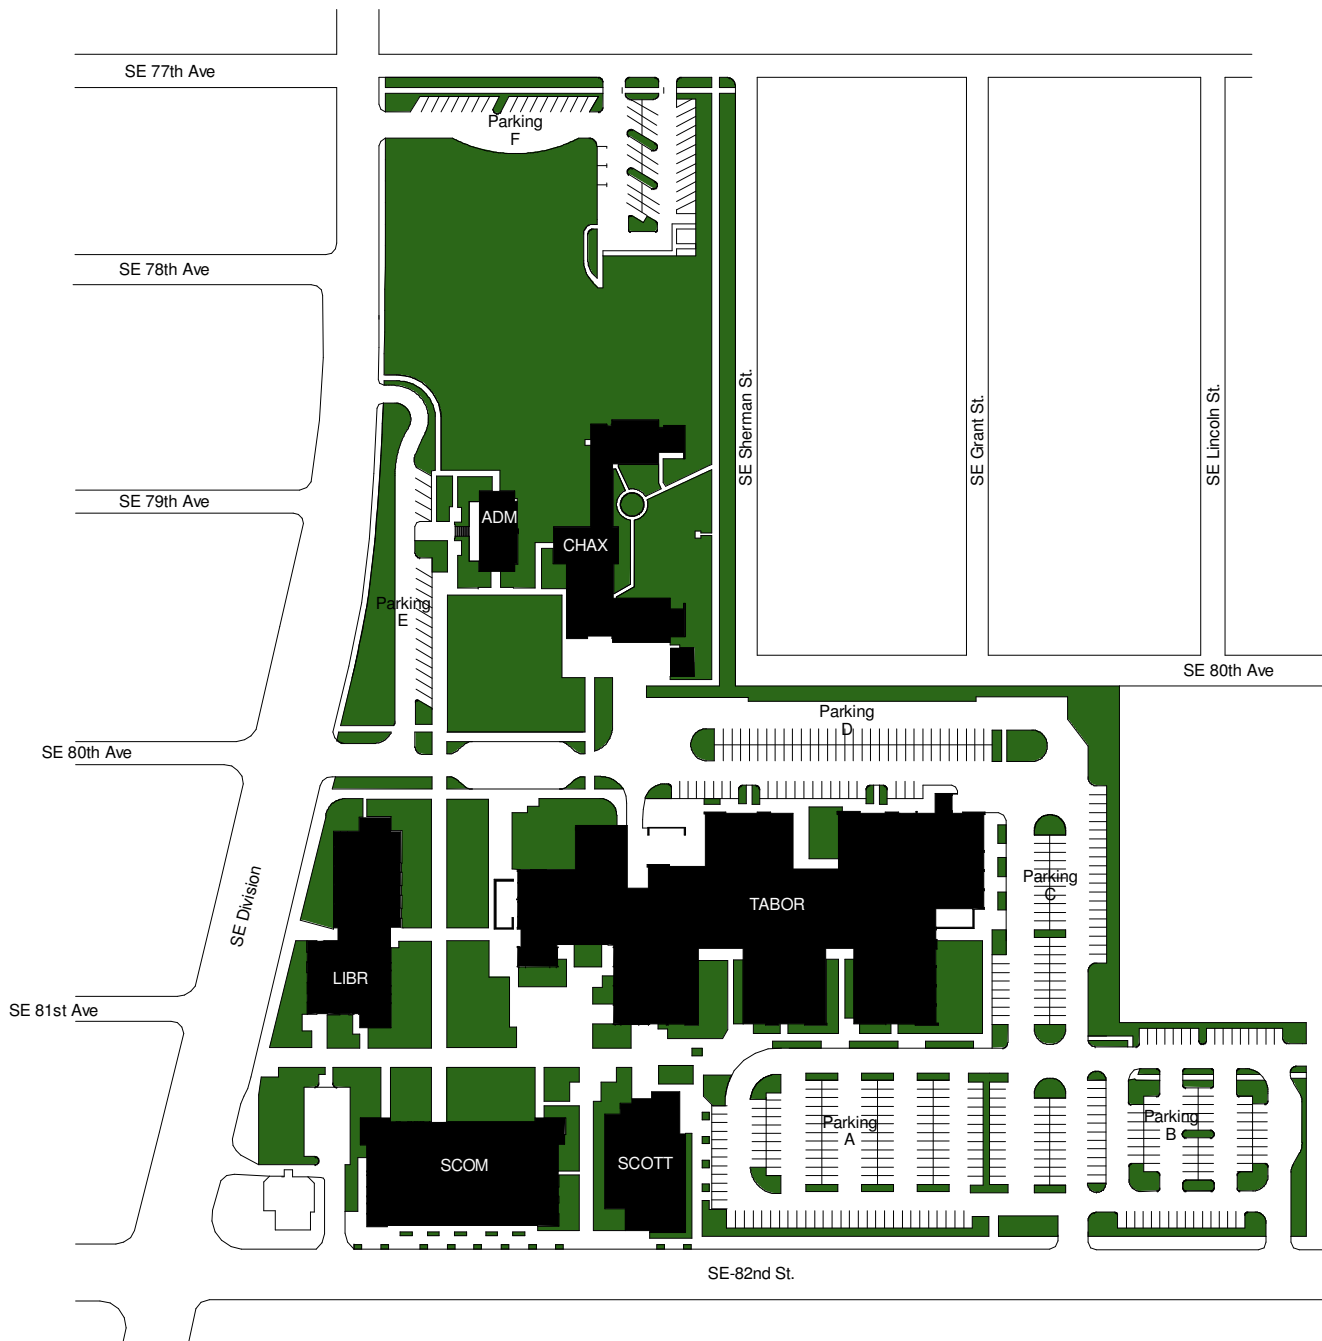 SE 77th Ave
Parking
F
SE 78th Ave
SE Sherman St.
SE Grant St.
SE Lincoln St.
SE 79th Ave
ADM
CHAX
Parking
E
SE 80th Ave
Parking
D
SE 80th Ave
SE Division
Parking
C
TABOR
LIBR
SE 81st Ave
Parking
A
Parking
B
SCOM
SCOTT
SE-82nd St.